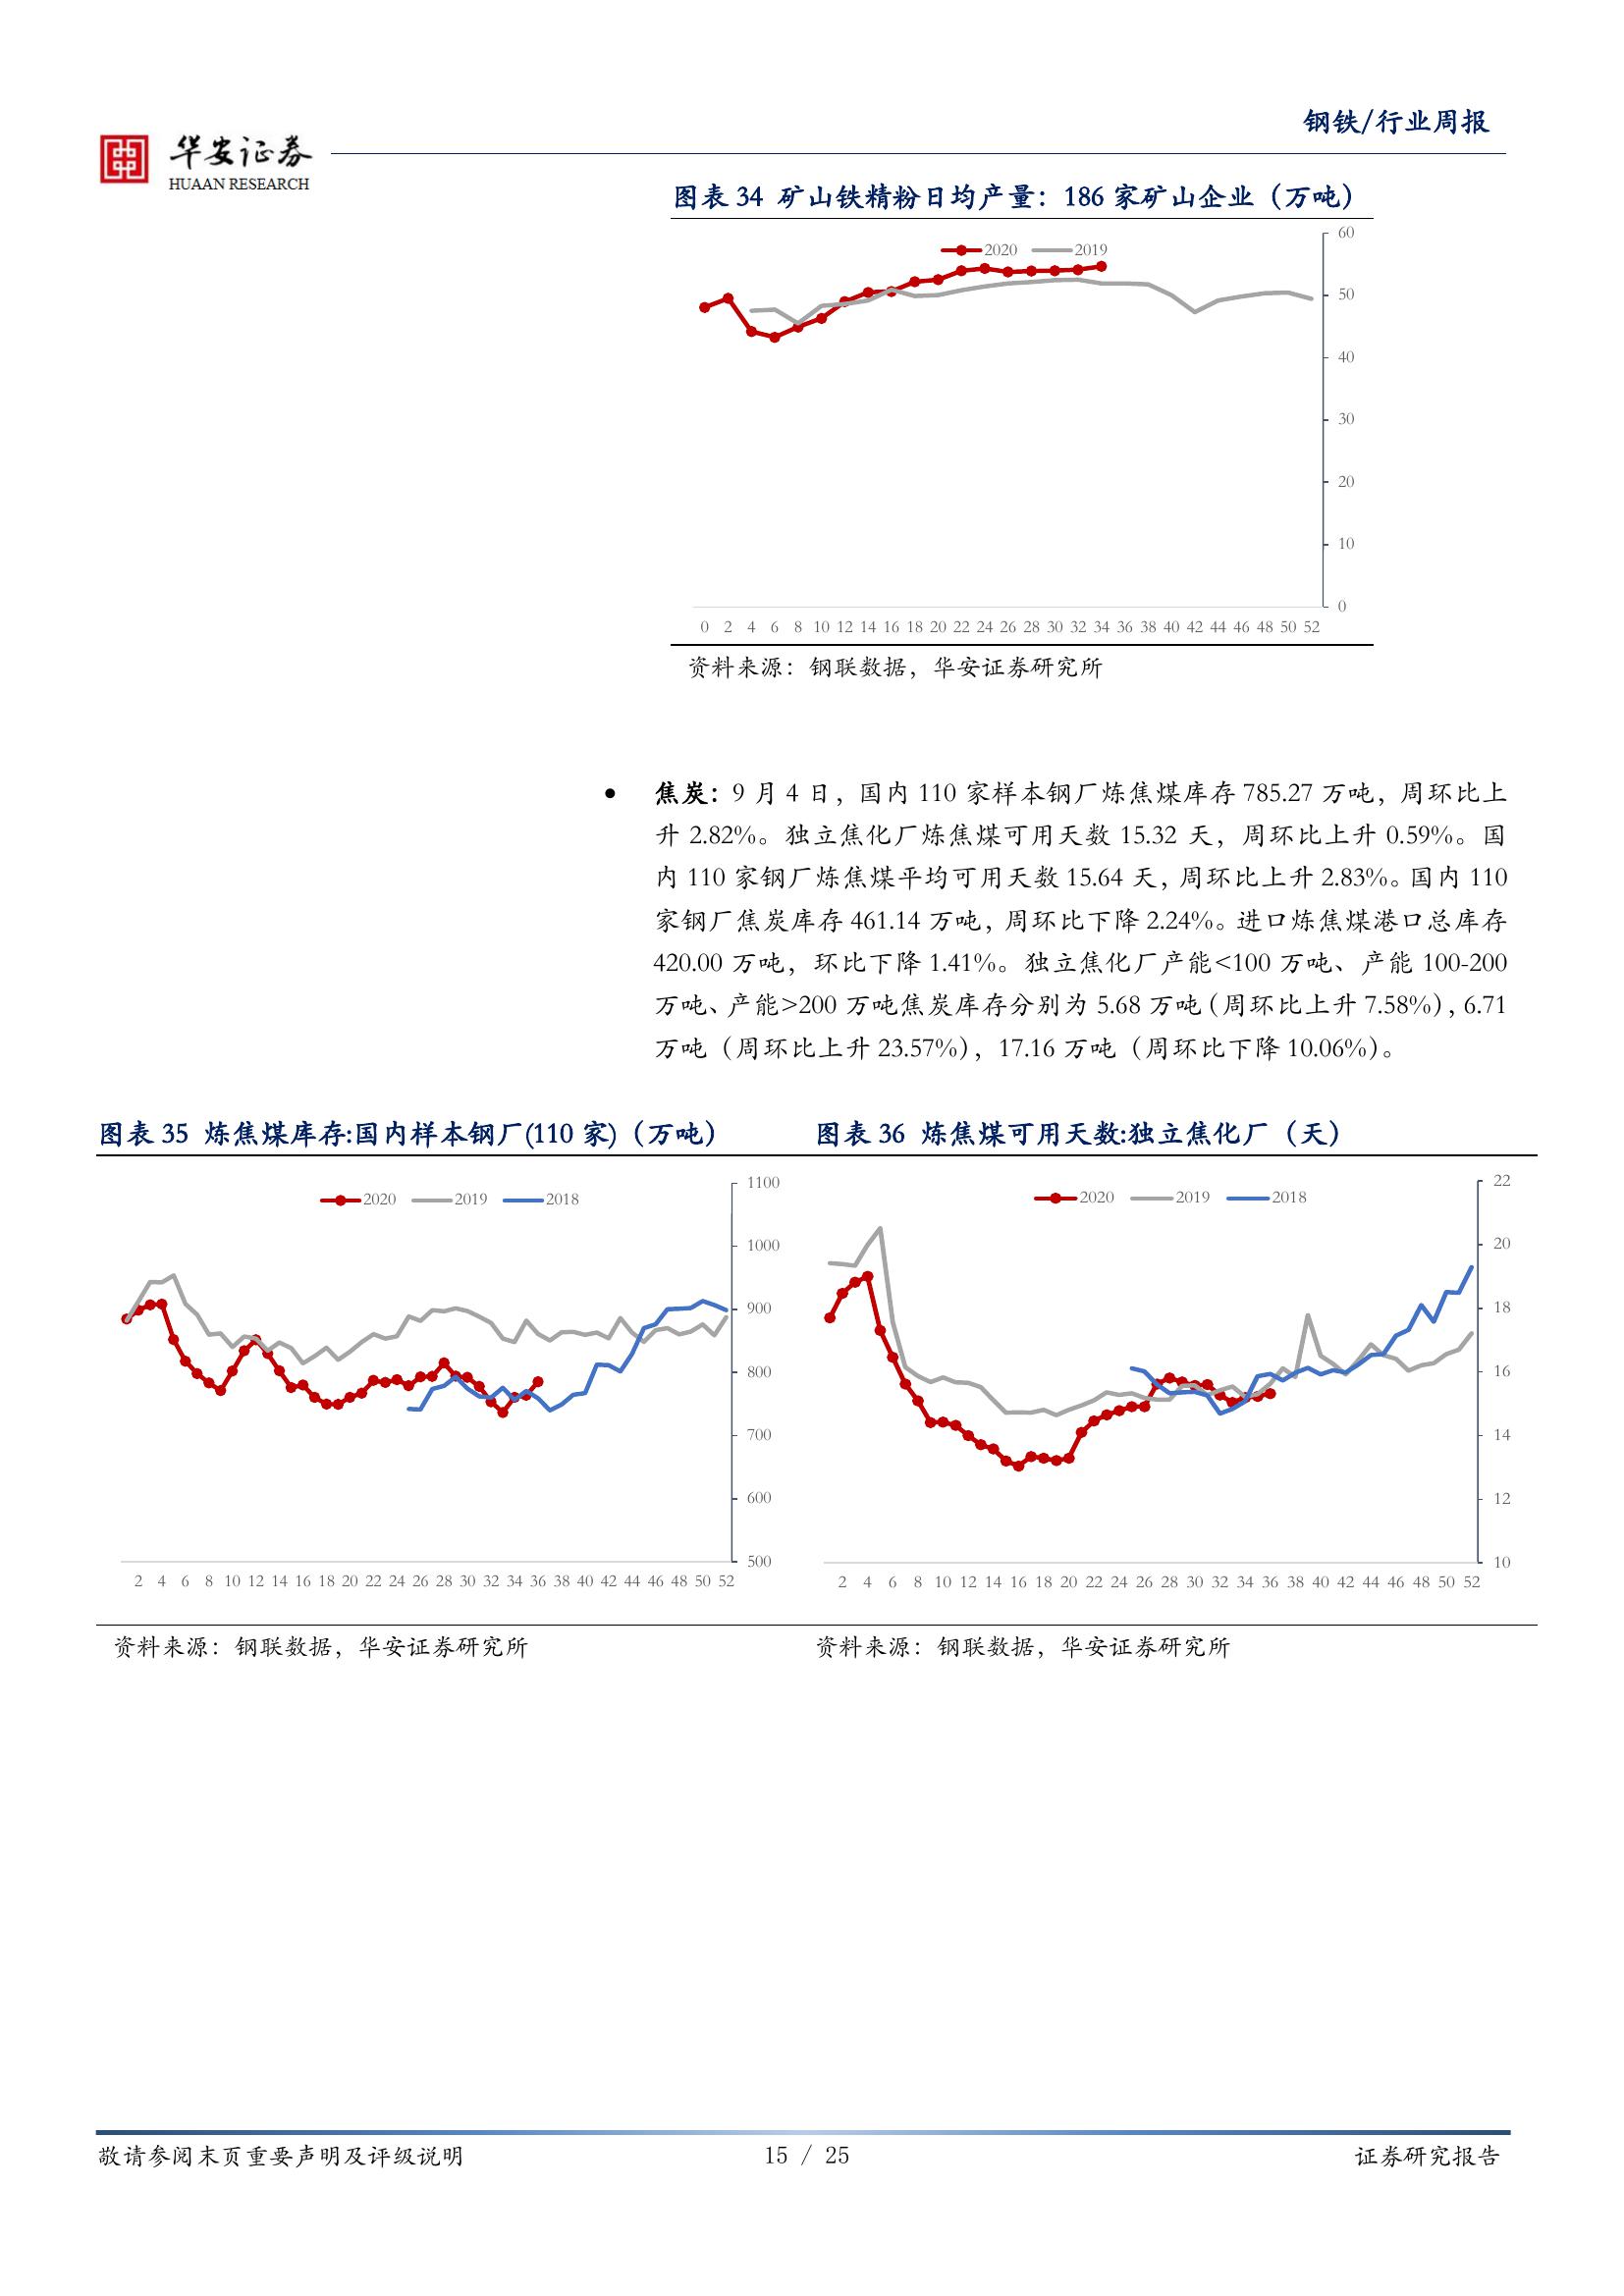 钢铁/行业周报
华安证券
HUAAN RESEARCH
图表 34 矿山铁精粉日均产量：186 家矿山企业（万吨）
2020 2019
60
50
40
30
20
10
0
0 2 4 6 8 10 12 14 16 18 20 22 24 26 28 30 32 34 36 38 40 42 44 46 48 50 52
资料来源：钢联数据，华安证券研究所
● 焦炭：9 月 4 日，国内 110 家样本钢厂炼焦煤库存 785.27 万吨，周环比上
升 2.82%。独立焦化厂炼焦煤可用天数 15.32 天，周环比上升 0.59%。国
内 110 家钢厂炼焦煤平均可用天数 15.64 天，周环比上升 2.83%。国内 110
家钢厂焦炭库存 461.14 万吨，周环比下降 2.24%。进口炼焦煤港口总库存
420.00 万吨，环比下降 1.41%。独立焦化厂产能<100 万吨、产能 100-200
万吨、产能>200 万吨焦炭库存分别为 5.68 万吨（周环比上升 7.58%），6.71
万吨（周环比上升 23.57%），17.16 万吨（周环比下降 10.06%）。
图表 35 炼焦煤库存:国内样本钢厂(110 家)（万吨）
2020 2019 2018
1100
1000
900
800
700
600
500
2 4 6 8 10 12 14 16 18 20 22 24 26 28 30 32 34 36 38 40 42 44 46 48 50 52
资料来源：钢联数据，华安证券研究所
图表 36 炼焦煤可用天数:独立焦化厂（天）
2020 2019 2018
22
20
18
16
14
12
10
2 4 6 8 10 12 14 16 18 20 22 24 26 28 30 32 34 36 38 40 42 44 46 48 50 52
资料来源：钢联数据，华安证券研究所
敬请参阅末页重要声明及评级说明
15 / 25
证券研究报告